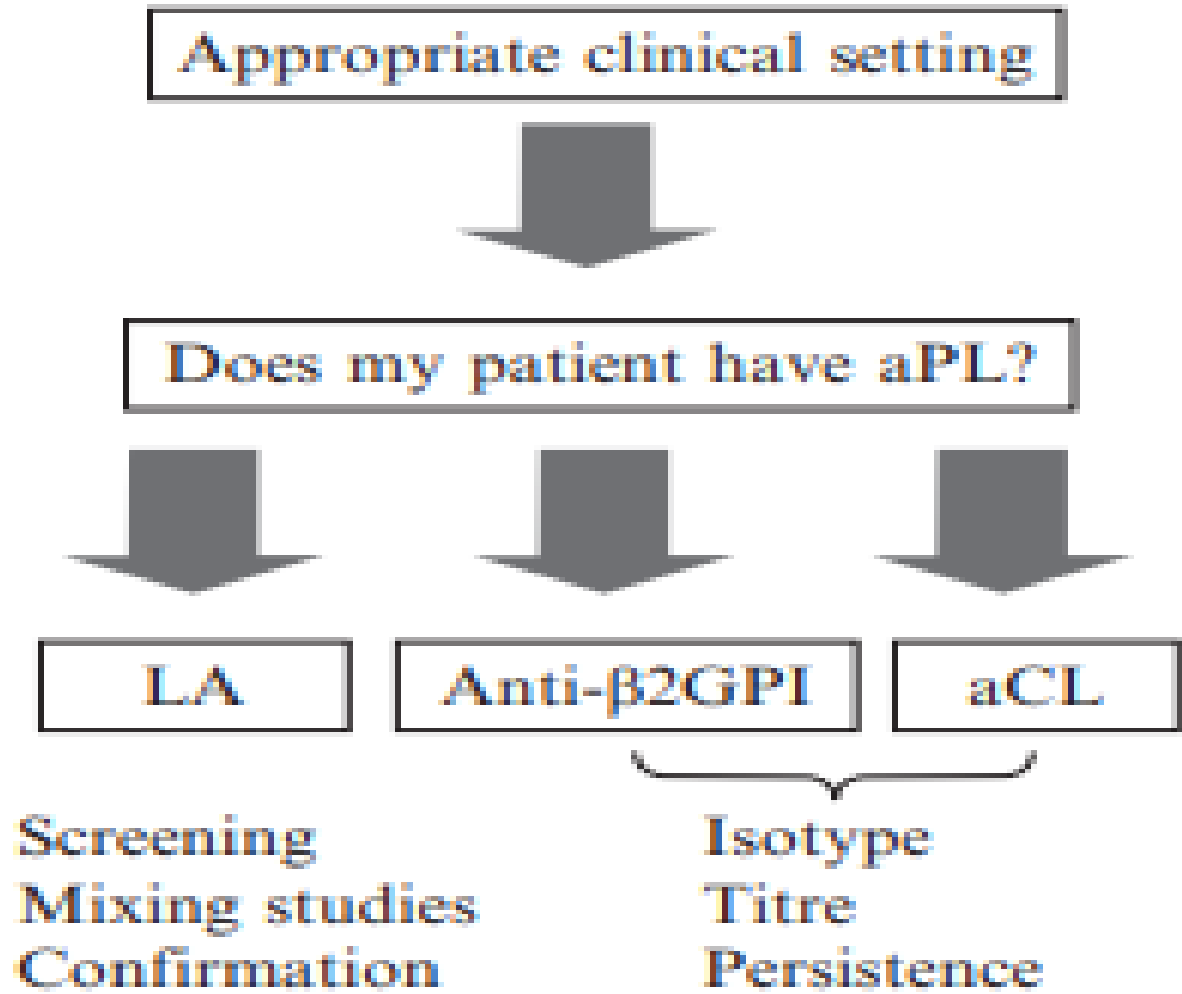 Appropriate clinical setting
Does my patient have aPL?
LA
Anti-β2GPI
aCL
Screening
Mixing studies
Confirmation
Isotype
Titre
Persistence